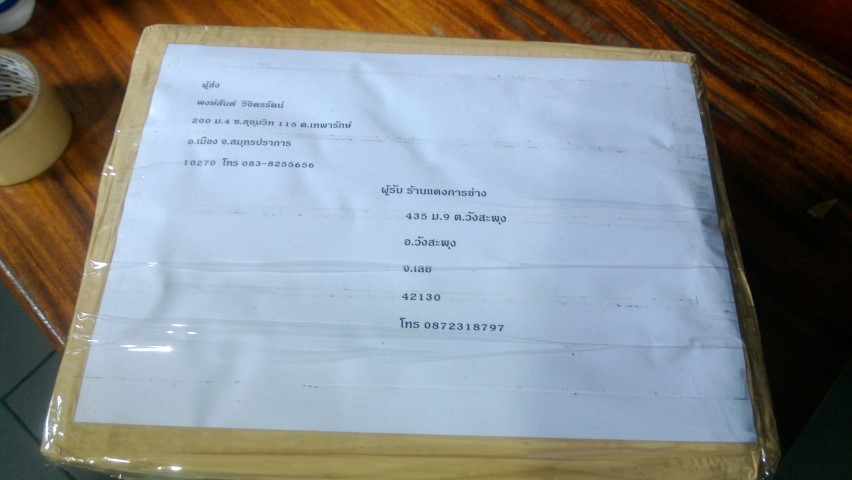 ผู้ส่ง
พงษ์สันต์ วิจิตรรัตน์
200 ม.4 ซ.สุขุมวิท 115 ต.เทพารักษ์
อ.เมือง จ.สมุทรปราการ
10270 โทร 083-8255656
ผู้รับ ร้านแดงการช่าง
435 ม.9 ต.วังสะพุง
อ.วังสะพุง
จ.เลย
42130
โทร 0872318797